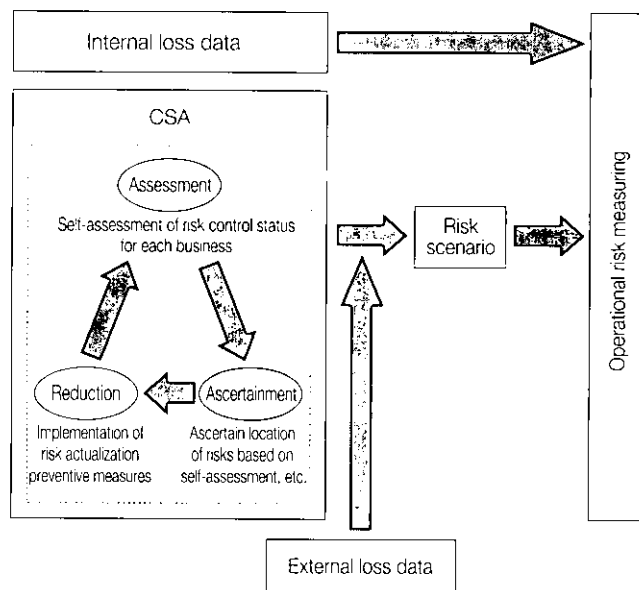 Internal loss data
CSA
Assessment
Self-assessment of risk control status
for each business
Reduction
Implementation of
risk actualization
preventive measures
Ascertainment
Ascertain location
of risks based on
self-assessment, etc.
Risk
scenario
Operational risk measuring
External loss data